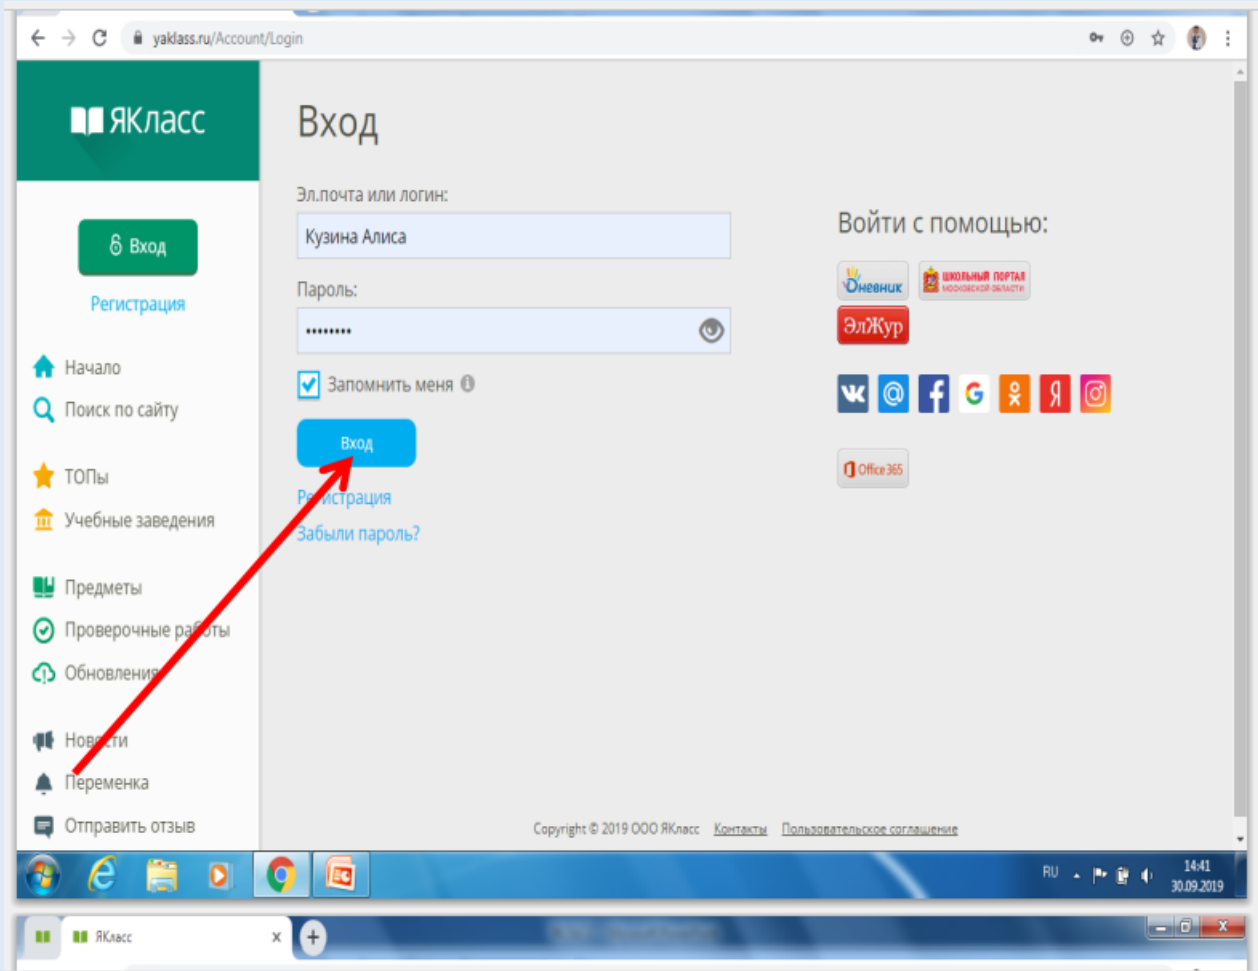 yaklass.ru/Account/Login
ЯКласс
Вход
Регистрация
Начало
Поиск по сайту
ТОПы
Учебные заведения
Предметы
Проверочные работы
Обновления
Новости
Переменка
Отправить отзыв
Вход
Эл.почта или логин:
Кузина Алиса
Пароль:
••••••••
Запомнить меня
Вход
Регистрация
Забыли пароль?
Войти с помощью:
Дневник
ШКОЛЬНЫЙ ПОРТАЛ
МОСКОВСКОЙ ОБЛАСТИ
ЭлЖур
Office 365
Copyright © 2019 ООО ЯКласс Контакты Пользовательское соглашение
RU
14:41
30.09.2019
ЯКласс